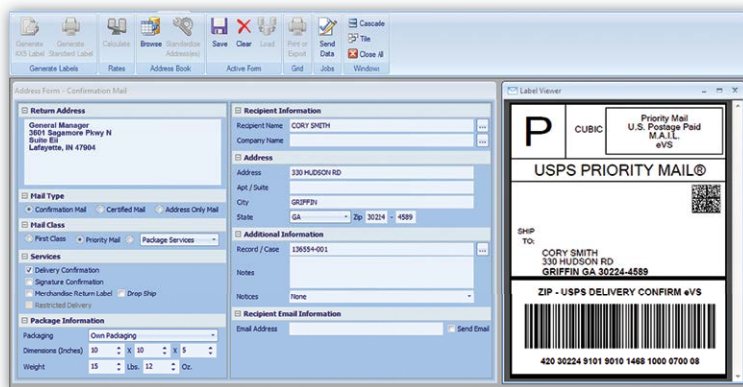 Generate
4X6 Label
Generate
Standard Label
Calculate
Browse
Standardize
Address(es)
Save
Clear
Load
Print or
Export
Send
Data
Cascade
Tile
Close All
Generate Labels
Rates
Address Book
Active Form
Grid
Jobs
Windows
Address Form - Confirmation Mail
Return Address
General Manager
3601 Sagamore Pkwy N
Suite Eii
Lafayette, IN 47904
Mail Type
Confirmation Mail Certified Mail Address Only Mail
Mail Class
First Class Priority Mail Package Services
Services
Delivery Confirmation
Signature Confirmation
Merchandise Return Label Drop Ship
Restricted Delivery
Package Information
Packaging Own Packaging
Dimensions (Inches) 10 X 10 X 5
Weight 15 Lbs. 12 Oz.
Recipient Information
Recipient Name CORY SMITH ...
Company Name ...
Address
Address 330 HUDSON RD
Apt / Suite
City GRIFFIN
State GA Zip 30224 - 4589
Additional Information
Record / Case 136554-001 ...
Notes
Notices None
Recipient Email Information
Email Address Send Email
Label Viewer
P
CUBIC
Priority Mail
U.S. Postage Paid
M.A.I.L.
eVS
USPS PRIORITY MAIL®
SHIP
TO:
CORY SMITH
330 HUDSON RD
GRIFFIN GA 30224-4589
ZIP - USPS DELIVERY CONFIRM eVS
420 30224 9101 9010 1468 1000 0700 08